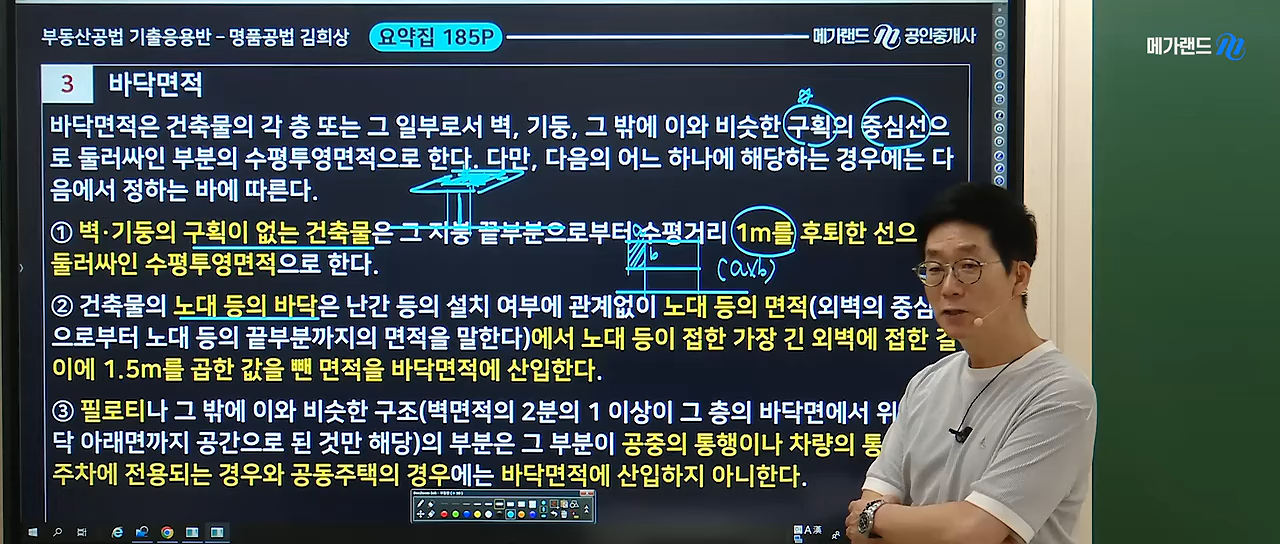 부동산공법 기출응용반 - 명품공법 김희상 요약집 185P 메가랜드 공인중개사
메가랜드
3 바닥면적
바닥면적은 건축물의 각 층 또는 그 일부로서 벽, 기둥, 그 밖에 이와 비슷한 구획의 중심선으
로 둘러싸인 부분의 수평투영면적으로 한다. 다만, 다음의 어느 하나에 해당하는 경우에는 다
음에서 정하는 바에 따른다.
① 벽·기둥의 구획이 없는 건축물은 그 지붕 끝부분으로부터 수평거리 1m를 후퇴한 선으
로 둘러싸인 수평투영면적으로 한다.
a
b
(a×b)
② 건축물의 노대 등의 바닥은 난간 등의 설치 여부에 관계없이 노대 등의 면적(외벽의 중심
으로부터 노대 등의 끝부분까지의 면적을 말한다)에서 노대 등이 접한 가장 긴 외벽에 접한 길
이에 1.5m를 곱한 값을 뺀 면적을 바닥면적에 산입한다.
③ 필로티나 그 밖에 이와 비슷한 구조(벽면적의 2분의 1 이상이 그 층의 바닥면에서 위
닥 아래면까지 공간으로 된 것만 해당)의 부분은 그 부분이 공중의 통행이나 차량의 통
주차에 전용되는 경우와 공동주택의 경우에는 바닥면적에 산입하지 아니한다.
A 漢